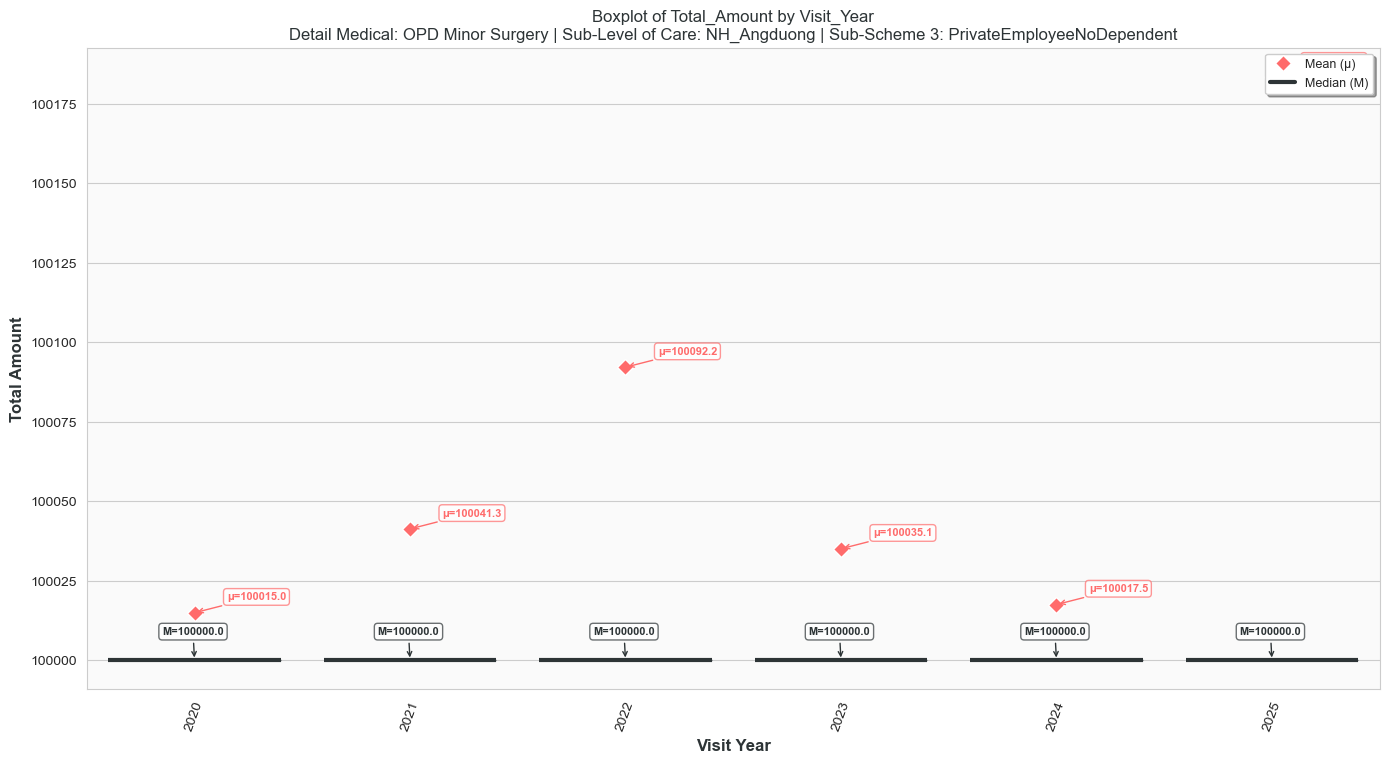 Boxplot of Total_Amount by Visit_Year
Detail Medical: OPD Minor Surgery | Sub-Level of Care: NH_Angduong | Sub-Scheme 3: PrivateEmployeeNoDependent
Mean (μ)
Median (M)
Total Amount
100175
100150
100125
100100
100075
100050
100025
100000
μ=100015.0
μ=100041.3
μ=100092.2
μ=100035.1
μ=100017.5
M=100000.0
M=100000.0
M=100000.0
M=100000.0
M=100000.0
M=100000.0
2020
2021
2022
2023
2024
2025
Visit Year